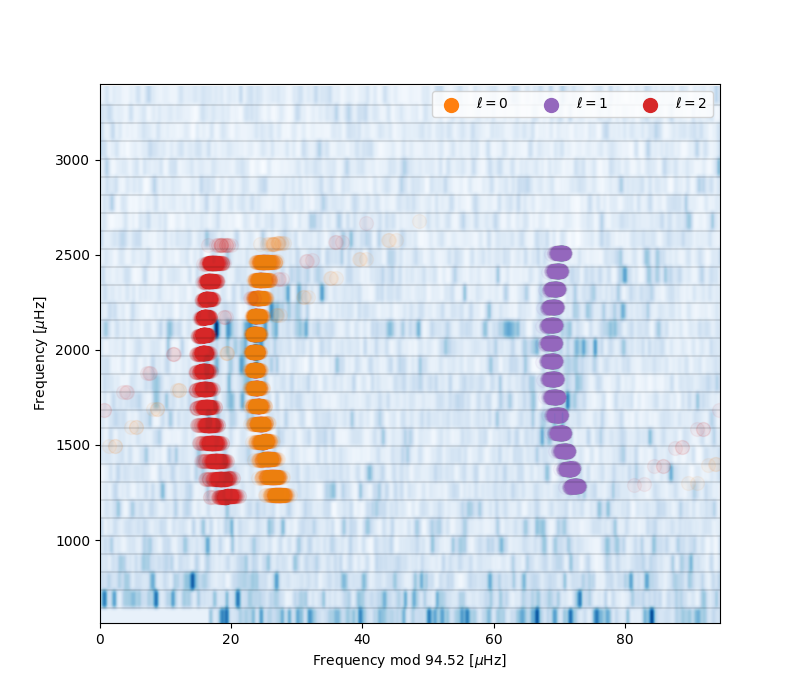 ℓ = 0 ℓ = 1 ℓ = 2
3000
2500
2000
1500
1000
0 20 40 60 80
Frequency mod 94.52 [μHz]
Frequency [μHz]